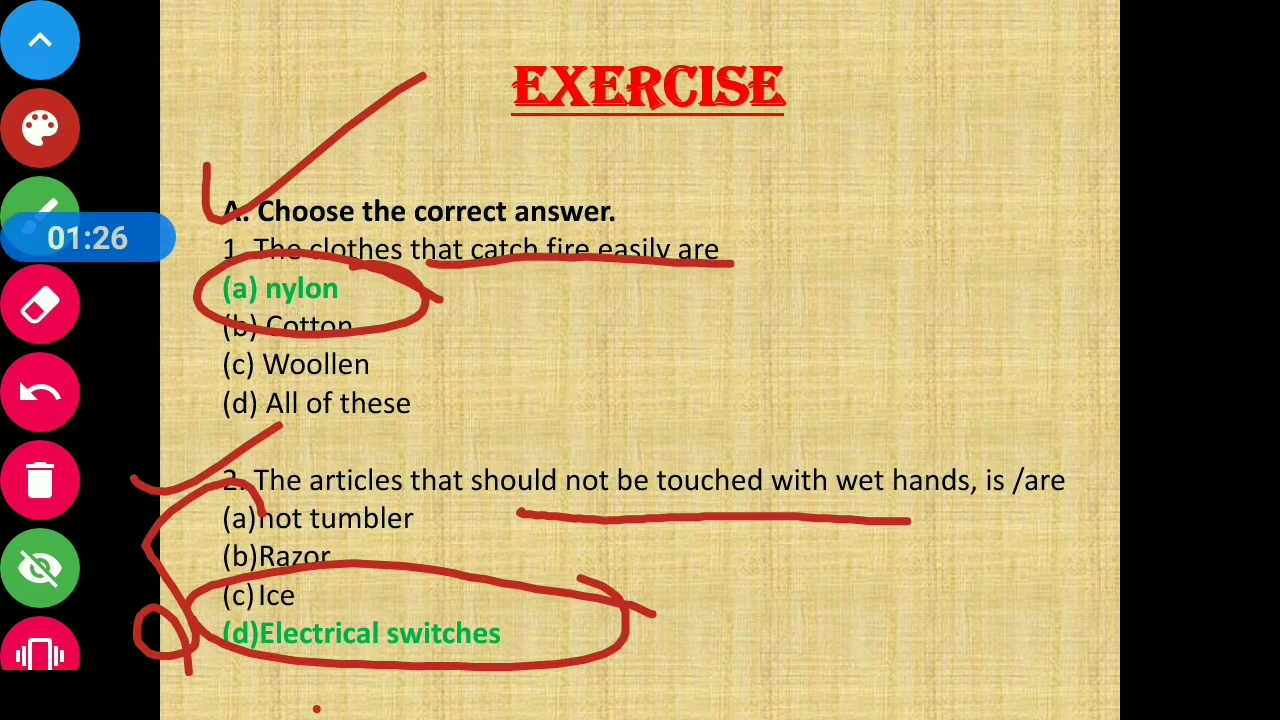 EXERCISE
A. Choose the correct answer.
01:26
1. The clothes that catch fire easily are
(a) nylon
(b) Cotton
(c) Woollen
(d) All of these
2. The articles that should not be touched with wet hands, is /are
(a)hot tumbler
(b)Razor
(c)Ice
(d)Electrical switches